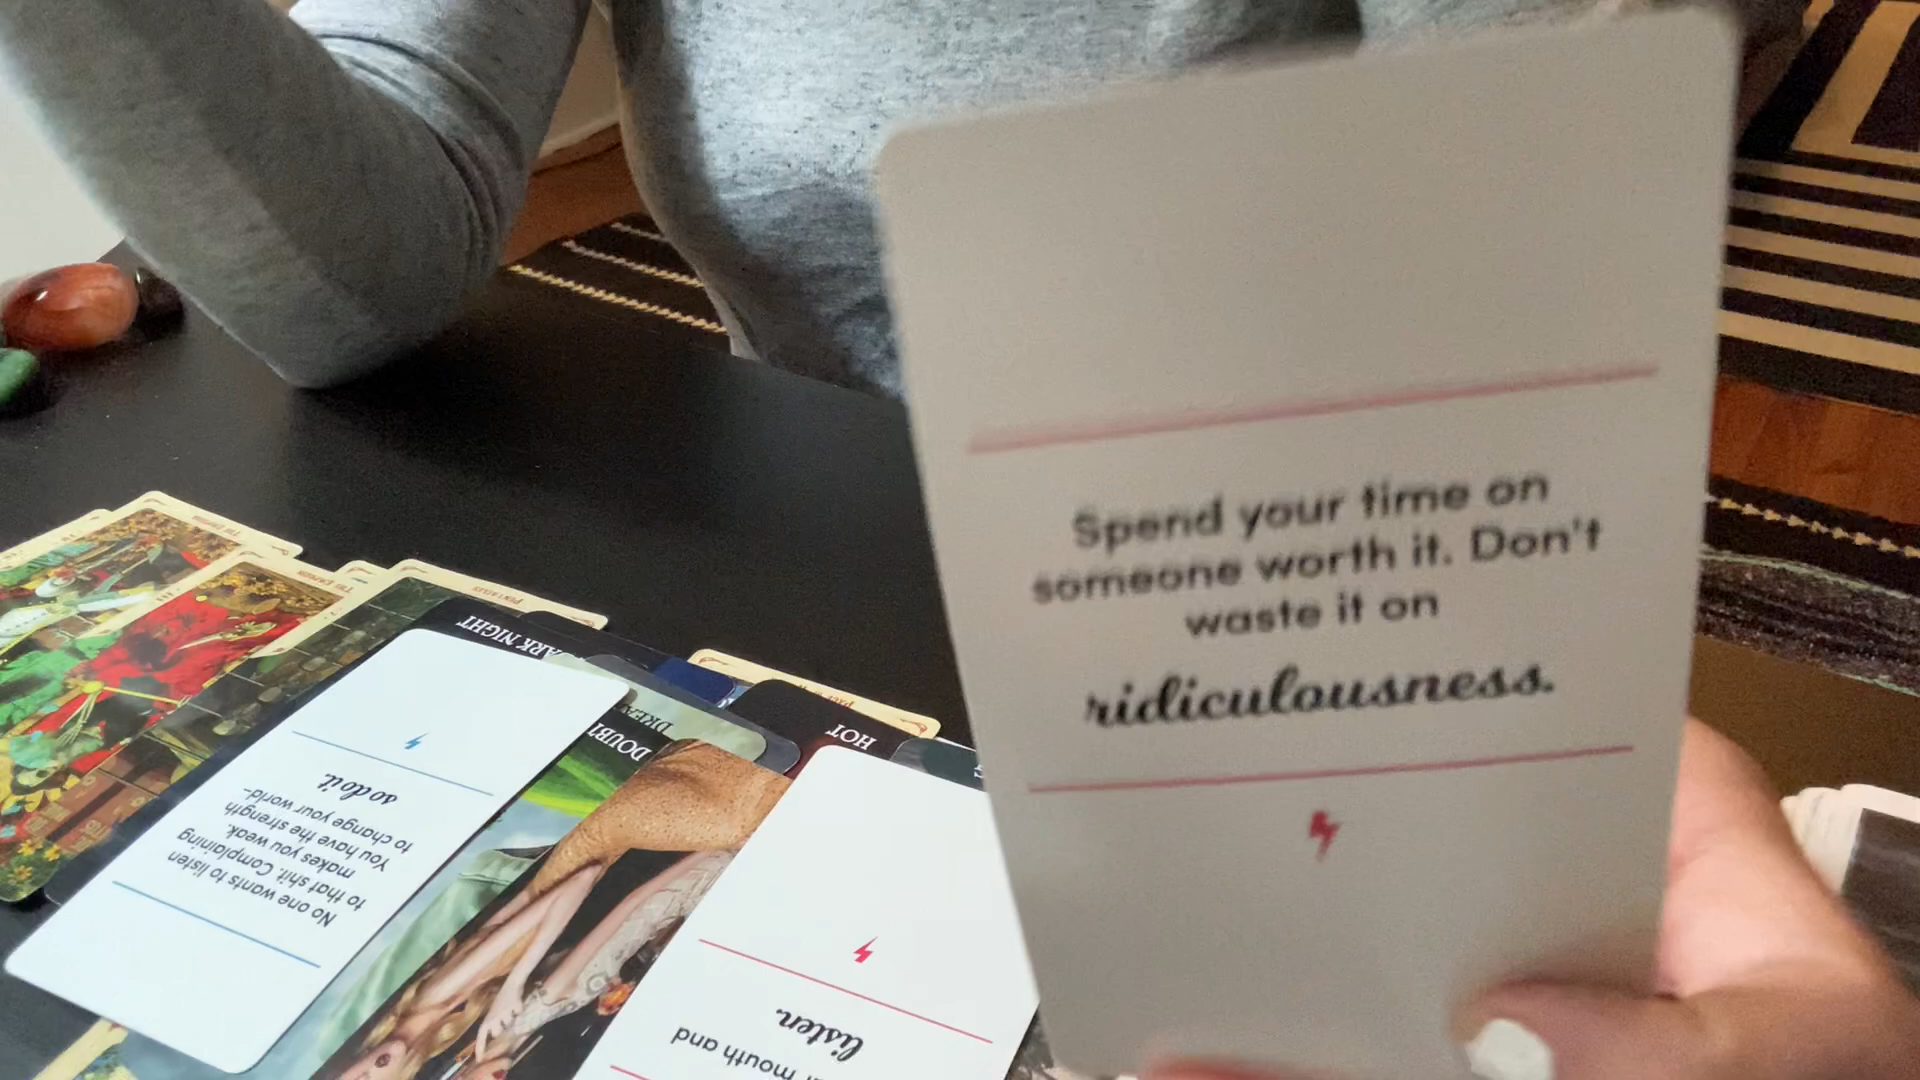 Spend your time on
someone worth it. Don't
waste it on
ridiculousness.
DARK NIGHT
DOUBT
HOT
No one wants to listen
to that shit. Complaining
makes you weak.
You have the strength
to change your world-
so do it.
mouth and
listen.